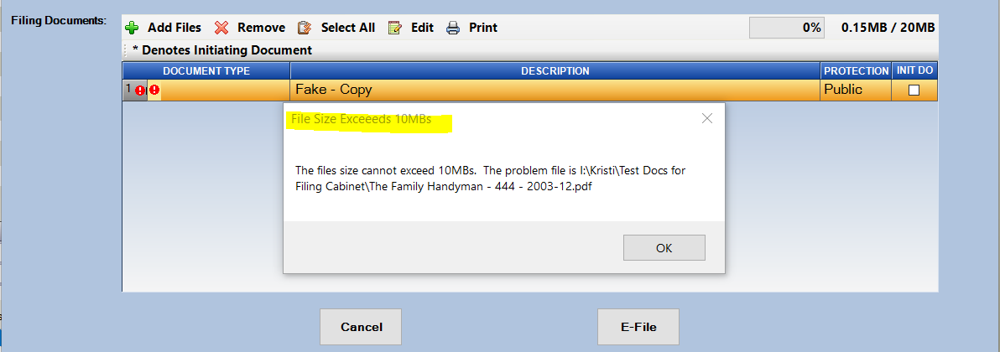 Filing Documents:
Add Files Remove Select All Edit Print 0% 0.15MB / 20MB
* Denotes Initiating Document
DOCUMENT TYPE DESCRIPTION PROTECTION INIT DO
1 Fake - Copy Public
File Size Exceeeds 10MBs
The files size cannot exceed 10MBs. The problem file is I:\Kristi\Test Docs for
Filing Cabinet\The Family Handyman - 444 - 2003-12.pdf
OK
Cancel E-File